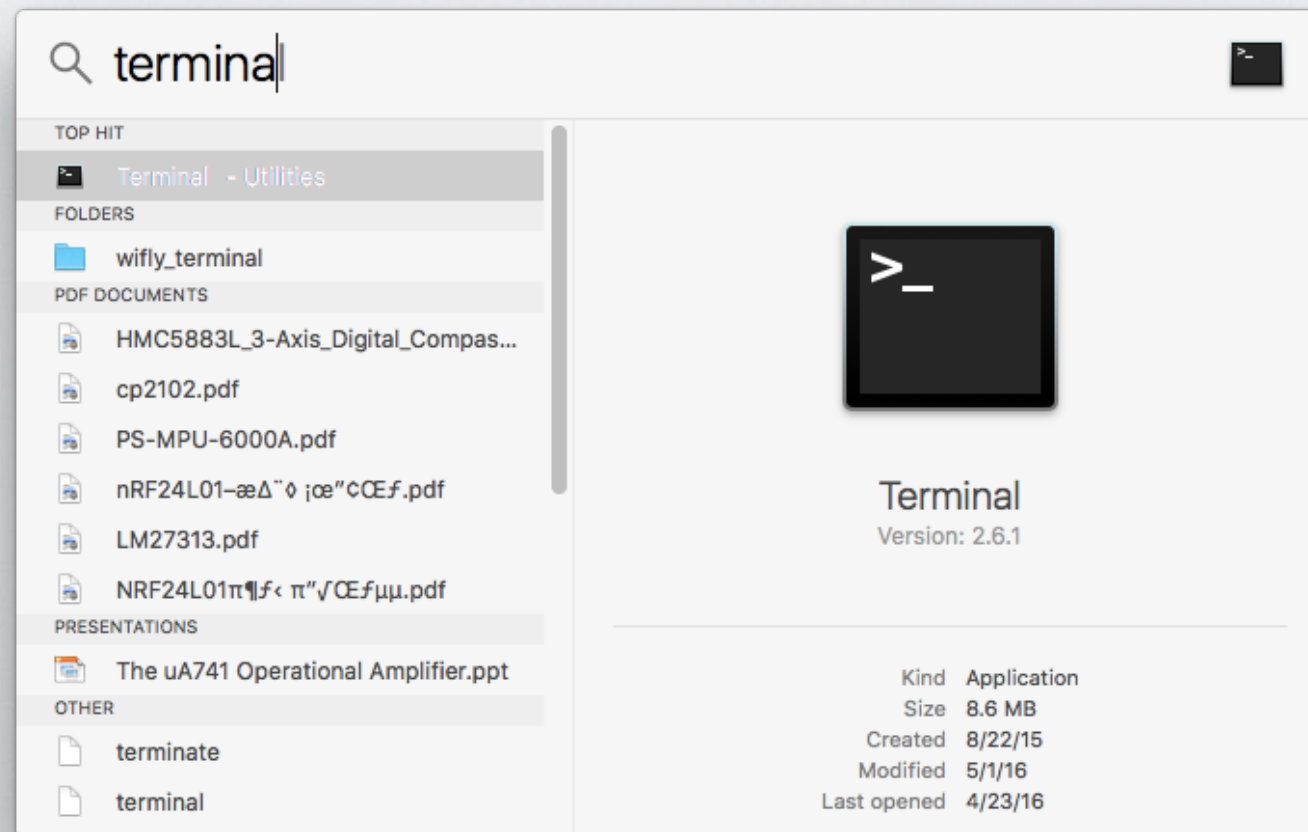 terminal
TOP HIT
Terminal - Utilities
FOLDERS
wifly_terminal
PDF DOCUMENTS
HMC5883L_3-Axis_Digital_Compas...
cp2102.pdf
PS-MPU-6000A.pdf
nRF24L01–æ∆¨◊ ¡œ”¢Œƒ.pdf
LM27313.pdf
NRF24L01π¶ƒ‹ π”√Œƒµµ.pdf
PRESENTATIONS
The uA741 Operational Amplifier.ppt
OTHER
terminate
terminal
>_
Terminal
Version: 2.6.1
Kind Application
Size 8.6 MB
Created 8/22/15
Modified 5/1/16
Last opened 4/23/16